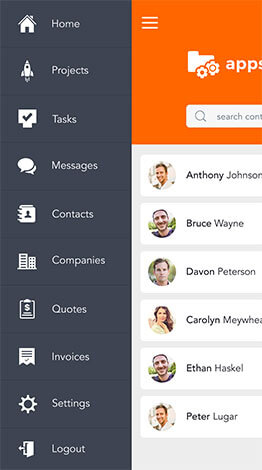 Home
Projects
Tasks
Messages
Contacts
Companies
Quotes
Invoices
Settings
Logout
apps
search cont
Anthony Johnson
Bruce Wayne
Davon Peterson
Carolyn Meywhea
Ethan Haskel
Peter Lugar